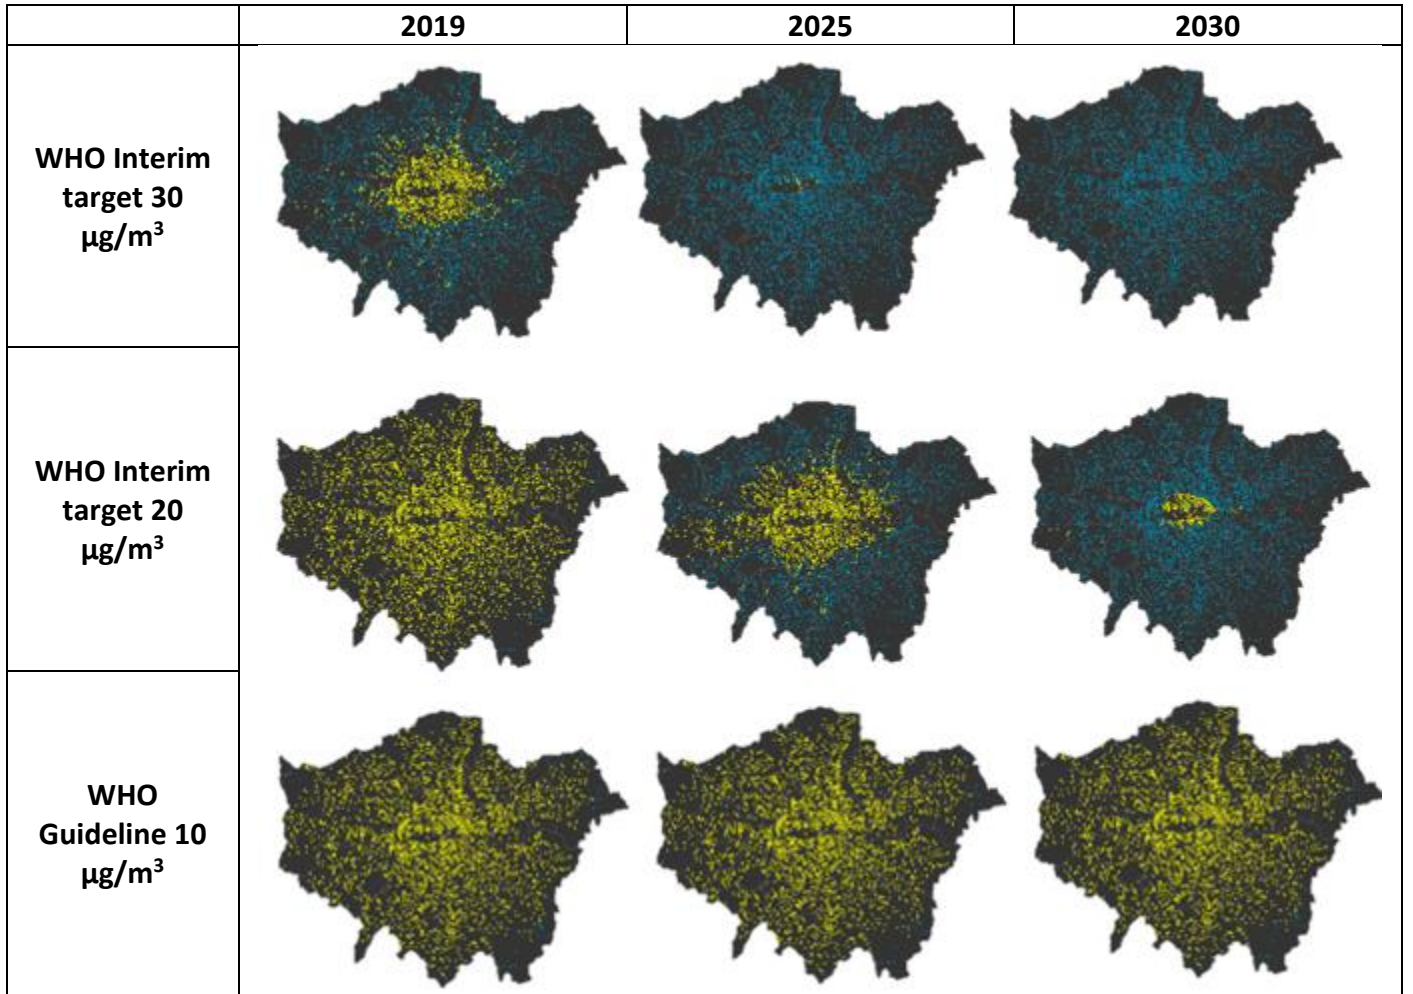 2019 2025 2030
WHO Interim
target 30
µg/m³
WHO Interim
target 20
µg/m³
WHO
Guideline 10
µg/m³